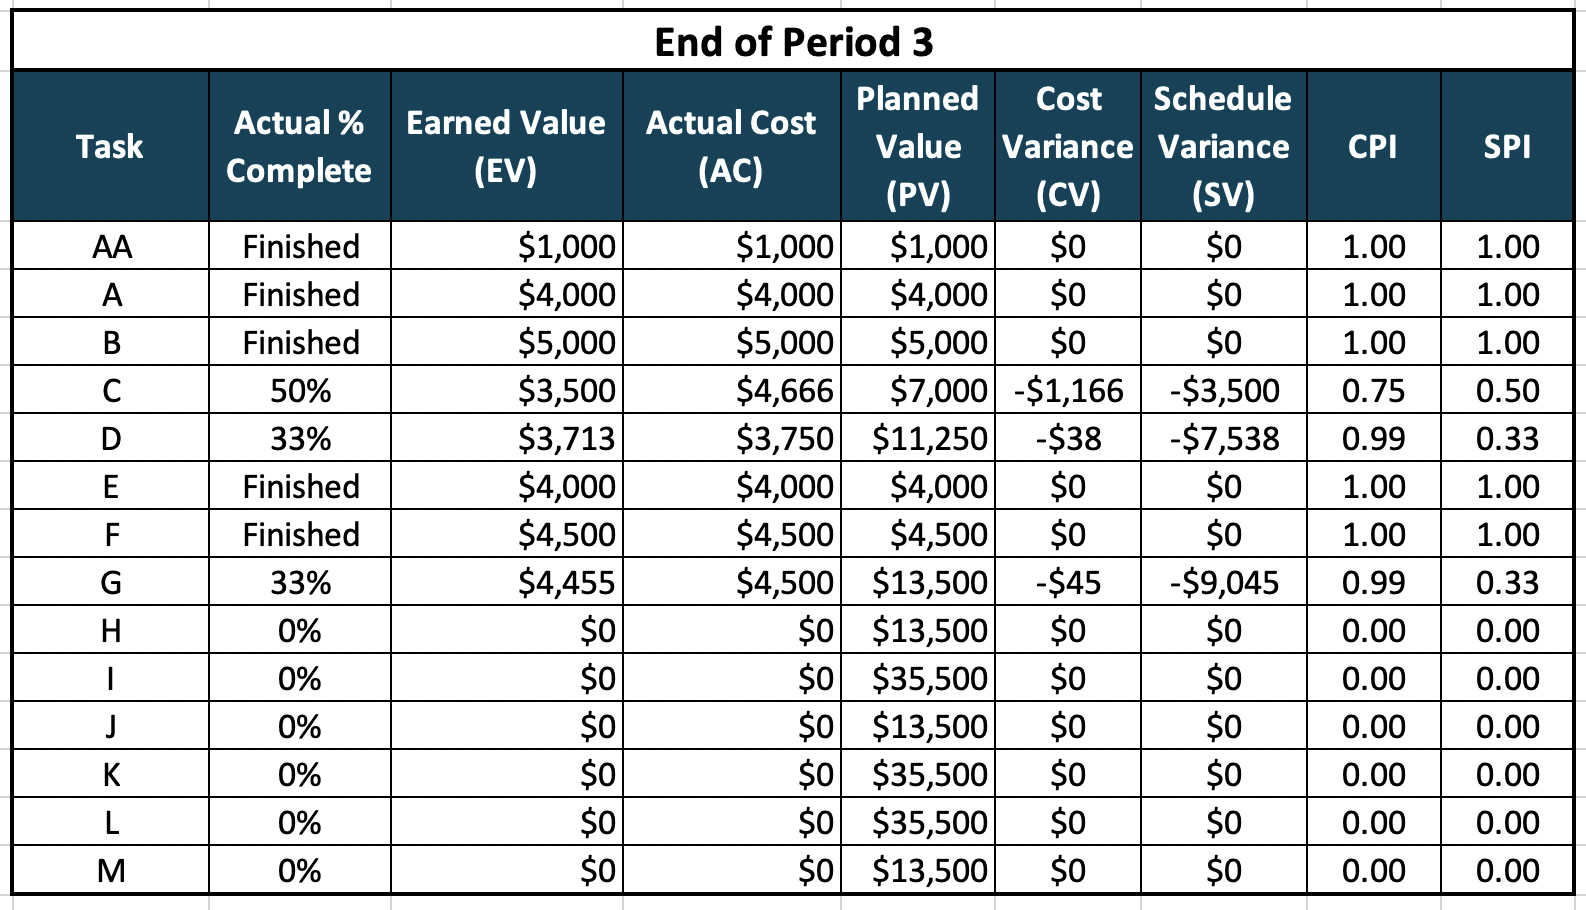 End of Period 3
Task Actual % Complete Earned Value (EV) Actual Cost (AC) Planned Value (PV) Cost Variance (CV) Schedule Variance (SV) CPI SPI
AA Finished $1,000 $1,000 $1,000 $0 $0 1.00 1.00
A Finished $4,000 $4,000 $4,000 $0 $0 1.00 1.00
B Finished $5,000 $5,000 $5,000 $0 $0 1.00 1.00
C 50% $3,500 $4,666 $7,000 -$1,166 -$3,500 0.75 0.50
D 33% $3,713 $3,750 $11,250 -$38 -$7,538 0.99 0.33
E Finished $4,000 $4,000 $4,000 $0 $0 1.00 1.00
F Finished $4,500 $4,500 $4,500 $0 $0 1.00 1.00
G 33% $4,455 $4,500 $13,500 -$45 -$9,045 0.99 0.33
H 0% $0 $0 $13,500 $0 $0 0.00 0.00
I 0% $0 $0 $35,500 $0 $0 0.00 0.00
J 0% $0 $0 $13,500 $0 $0 0.00 0.00
K 0% $0 $0 $35,500 $0 $0 0.00 0.00
L 0% $0 $0 $35,500 $0 $0 0.00 0.00
M 0% $0 $0 $13,500 $0 $0 0.00 0.00